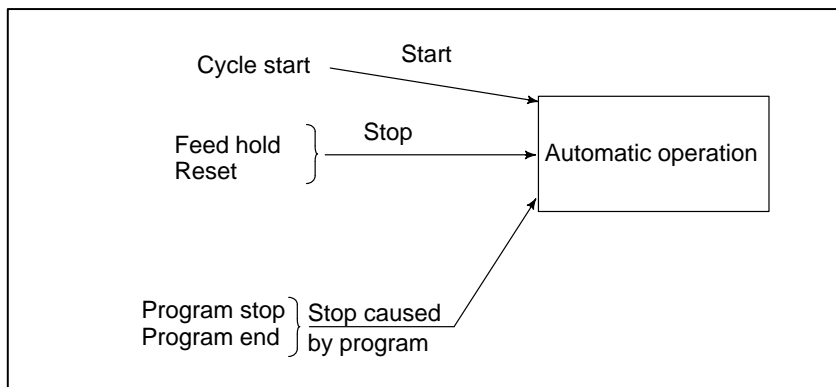 Cycle start
Start
Feed hold
Reset
Stop
Automatic operation
Program stop
Program end
Stop caused
by program